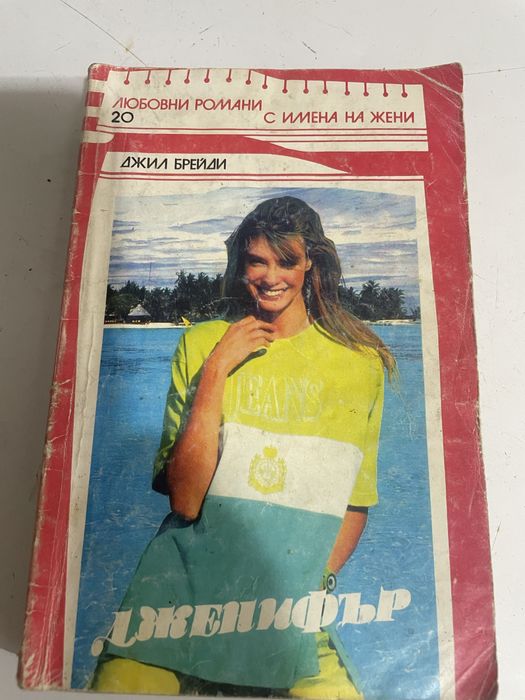 ЛЮБОВНИ РОМАНИ
20 С ИМЕНА НА ЖЕНИ
ДЖИЛ БРЕЙДИ
JEANS
ДЖЕНИФЪР